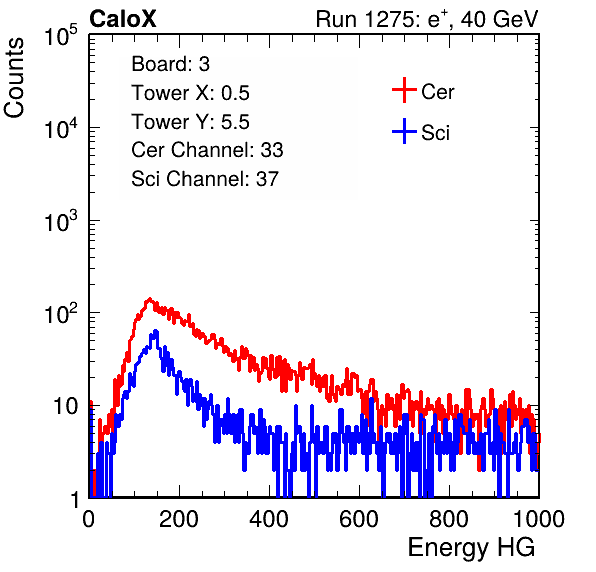 CaloX Run 1275: e⁺, 40 GeV
Counts
10⁵
10⁴
10³
10²
10
1
Board: 3
Tower X: 0.5
Tower Y: 5.5
Cer Channel: 33
Sci Channel: 37
Cer
Sci
0 200 400 600 800 1000
Energy HG